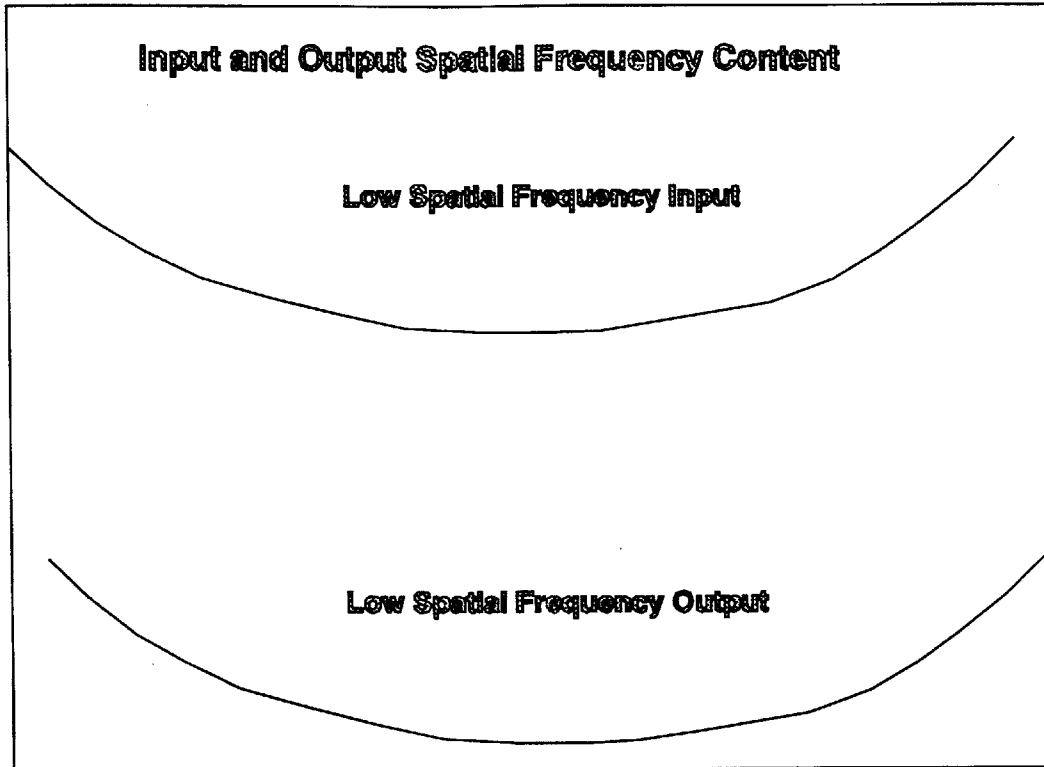 Input and Output Spatial Frequency Content
Low Spatial Frequency Input
Low Spatial Frequency Output